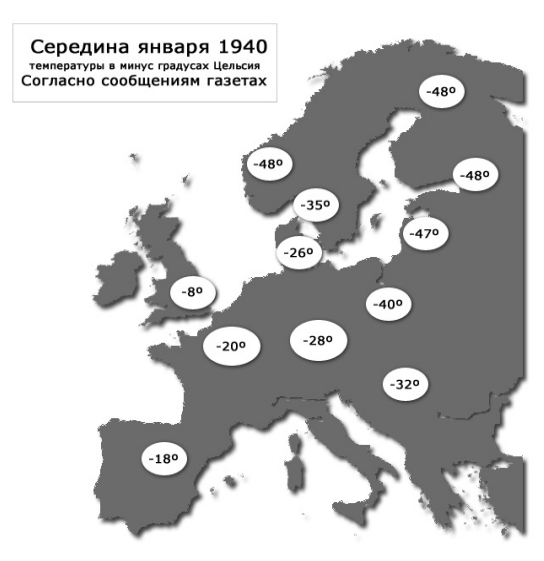 Середина января 1940
температуры в минус градусах Цельсия
Согласно сообщениям газетах
-48º
-48º
-48º
-35º
-47º
-26º
-8º
-40º
-28º
-20º
-32º
-18º